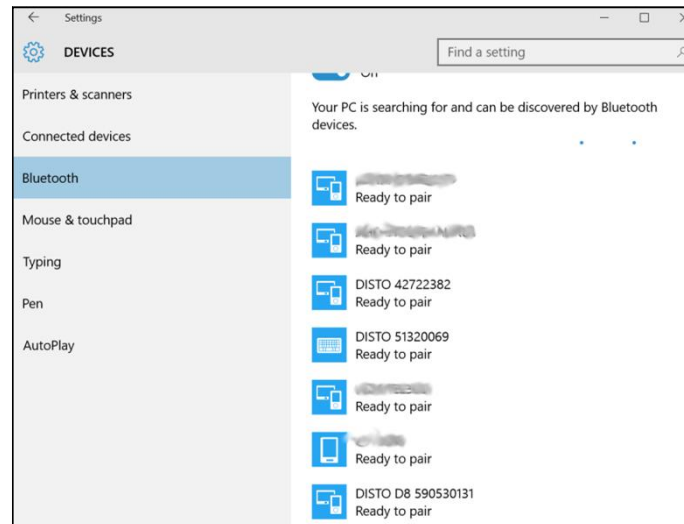 Settings
DEVICES
Find a setting
Printers & scanners
Connected devices
Bluetooth
Mouse & touchpad
Typing
Pen
AutoPlay
Your PC is searching for and can be discovered by Bluetooth
devices.
Ready to pair
Ready to pair
DISTO 42722382
Ready to pair
DISTO 51320069
Ready to pair
Ready to pair
Ready to pair
DISTO D8 590530131
Ready to pair